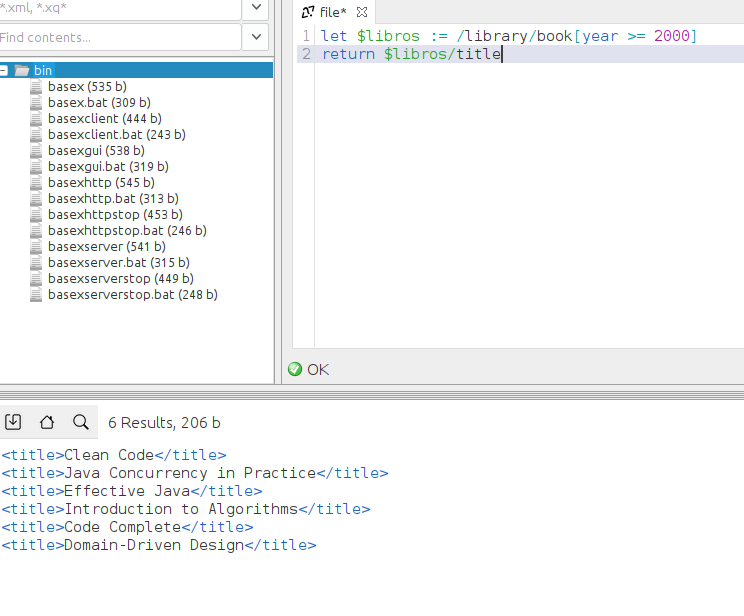 *.xml, *.xq*
Find contents...
bin
basex (535 b)
basex.bat (309 b)
basexclient (444 b)
basexclient.bat (243 b)
basexgui (538 b)
basexgui.bat (319 b)
basexhttp (545 b)
basexhttp.bat (313 b)
basexhttpstop (453 b)
basexhttpstop.bat (246 b)
basexserver (541 b)
basexserver.bat (315 b)
basexserverstop (449 b)
basexserverstop.bat (248 b)
file*
1 let $libros := /library/book[year >= 2000]
2 return $libros/title
OK
6 Results, 206 b
<title>Clean Code</title>
<title>Java Concurrency in Practice</title>
<title>Effective Java</title>
<title>Introduction to Algorithms</title>
<title>Code Complete</title>
<title>Domain-Driven Design</title>